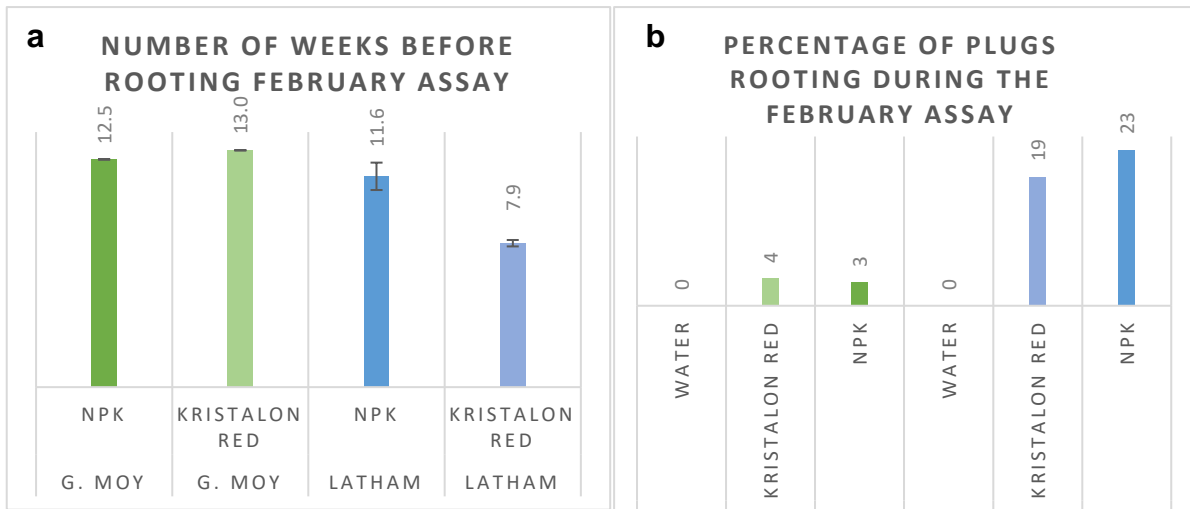 a
NUMBER OF WEEKS BEFORE
ROOTING FEBRUARY ASSAY
12.5
13.0
11.6
7.9
NPK
KRISTALON
RED
NPK
KRISTALON
RED
G. MOY
G. MOY
LATHAM
LATHAM
b
PERCENTAGE OF PLUGS
ROOTING DURING THE
FEBRUARY ASSAY
0
4
3
0
19
23
WATER
KRISTALON RED
NPK
WATER
KRISTALON RED
NPK